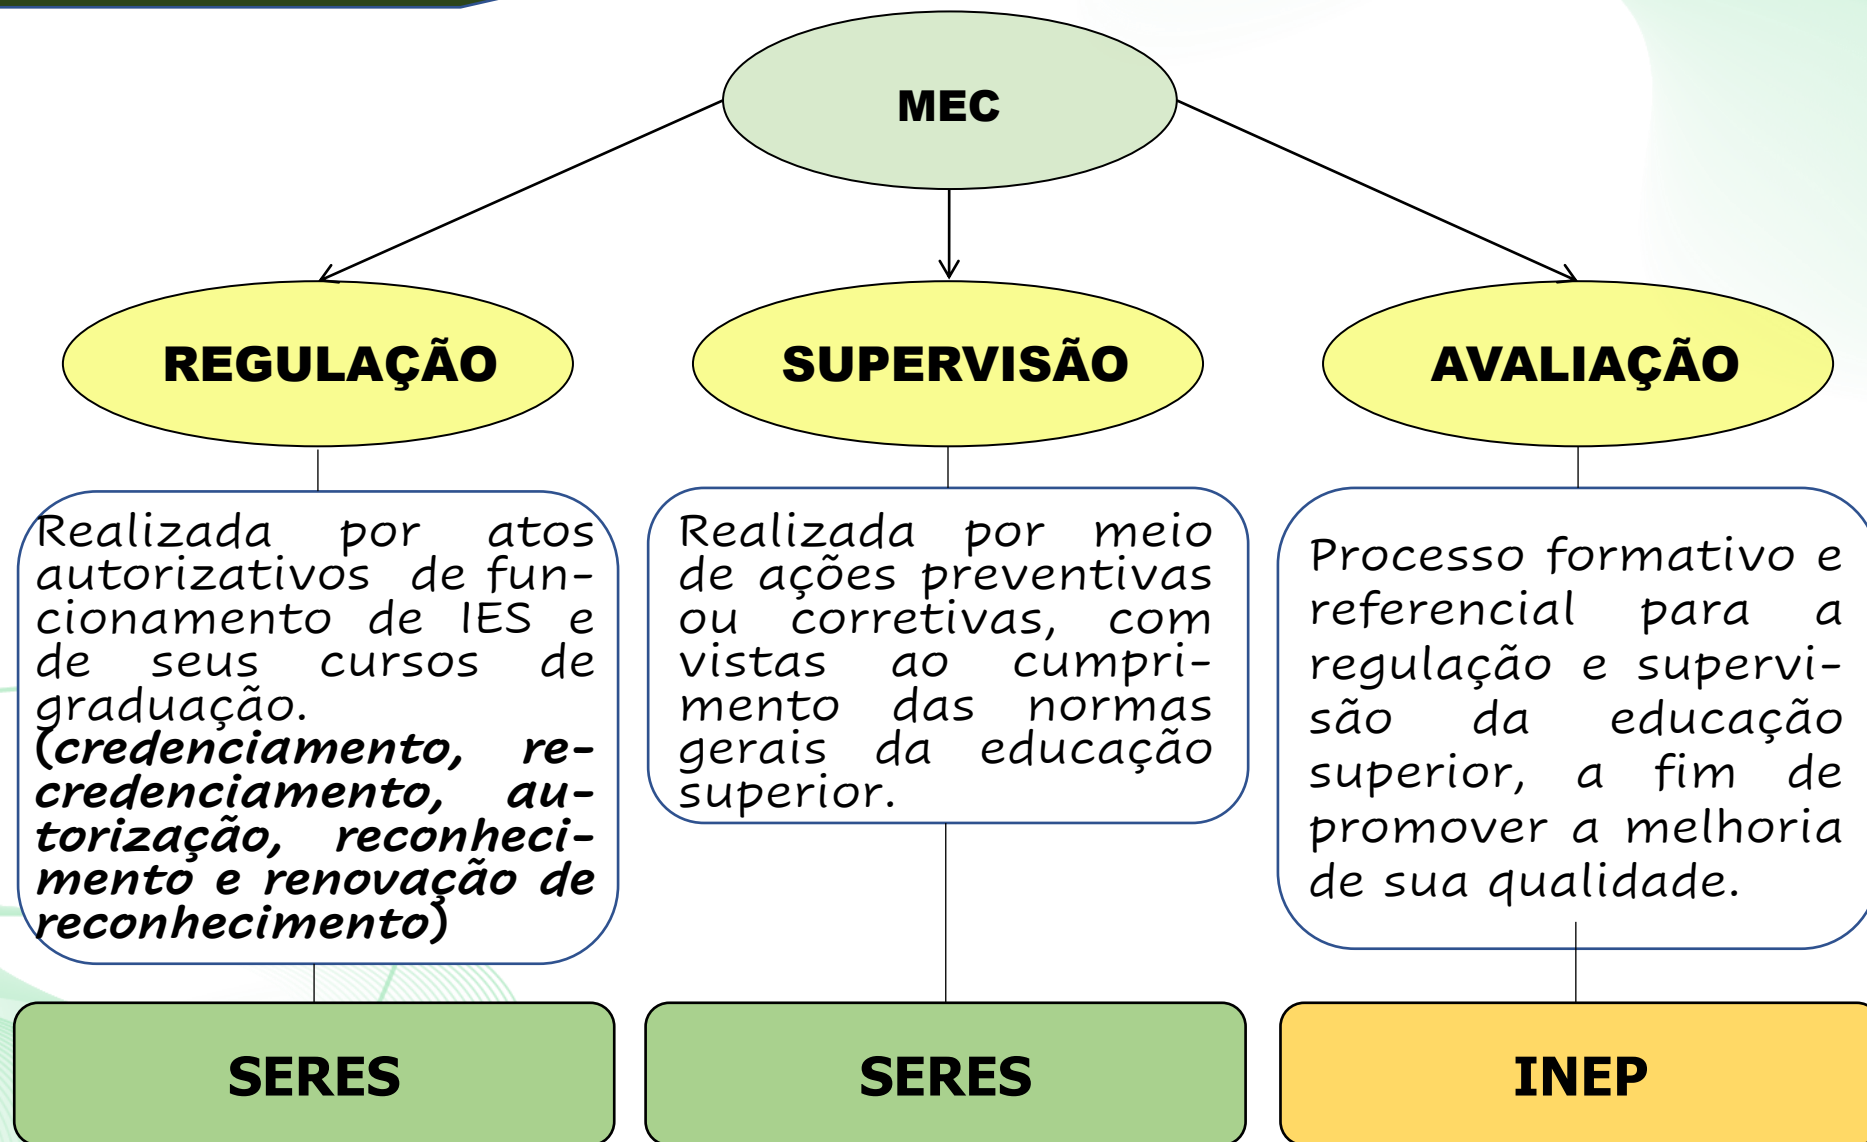 MEC
REGULAÇÃO
SUPERVISÃO
AVALIAÇÃO
Realizada por atos
autorizativos de fun-
cionamento de IES e
de seus cursos de
graduação.
(credenciamento, re-
credenciamento, au-
torização, reconheci-
mento e renovação de
reconhecimento)
Realizada por meio
de ações preventivas
ou corretivas, com
vistas ao cumpri-
mento das normas
gerais da educação
superior.
Processo formativo e
referencial para a
regulação e supervi-
são da educação
superior, a fim de
promover a melhoria
de sua qualidade.
SERES
SERES
INEP